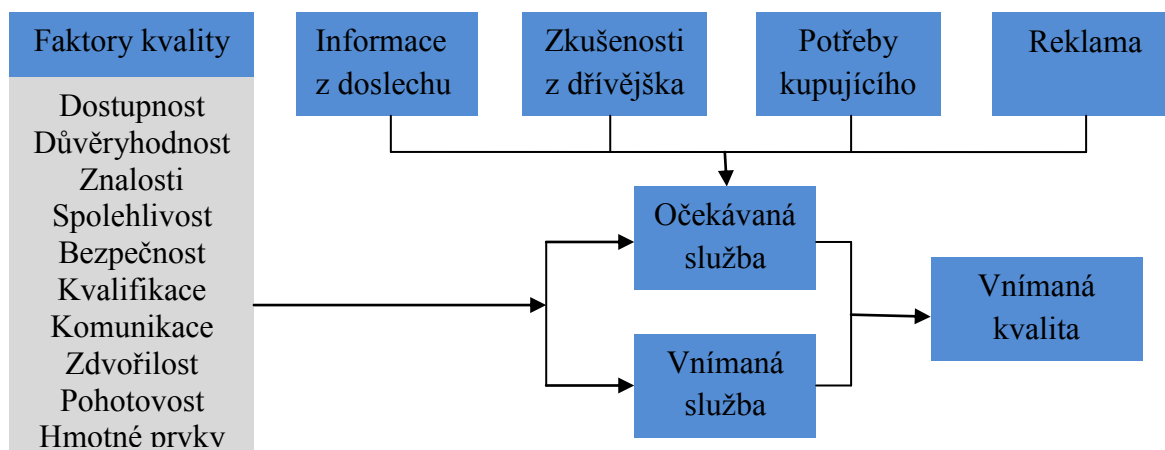 Faktory kvality
Dostupnost
Důvěryhodnost
Znalosti
Spolehlivost
Bezpečnost
Kvalifikace
Komunikace
Zdvořilost
Pohotovost
Hmotné prvky
Informace
z doslechu
Zkušenosti
z dřívějška
Potřeby
kupujícího
Reklama
Očekávaná
služba
Vnímaná
služba
Vnímaná
kvalita